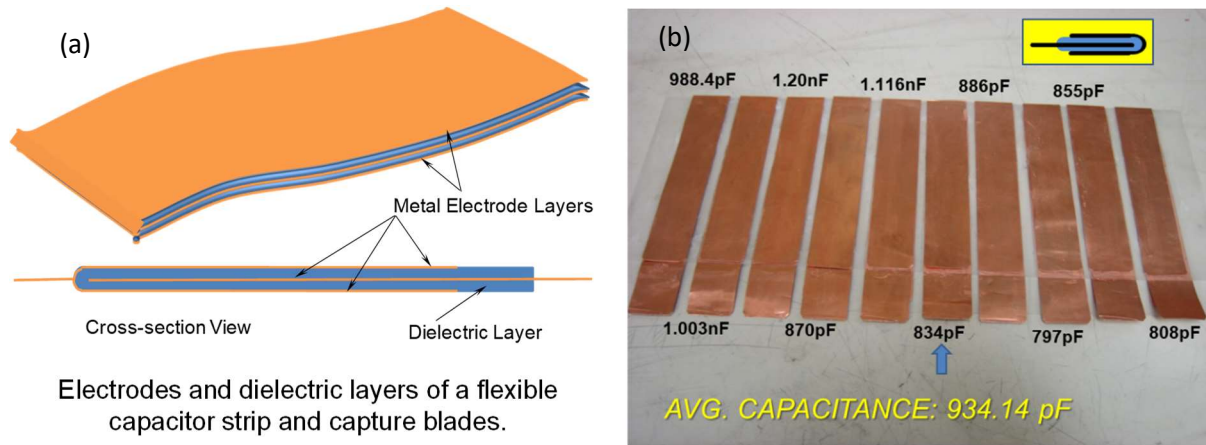 (a)
Metal Electrode Layers
Cross-section View
Dielectric Layer
Electrodes and dielectric layers of a flexible
capacitor strip and capture blades.
(b)
988.4pF 1.20nF 1.116nF 886pF 855pF
1.003nF 870pF 834pF 797pF 808pF
AVG. CAPACITANCE: 934.14 pF